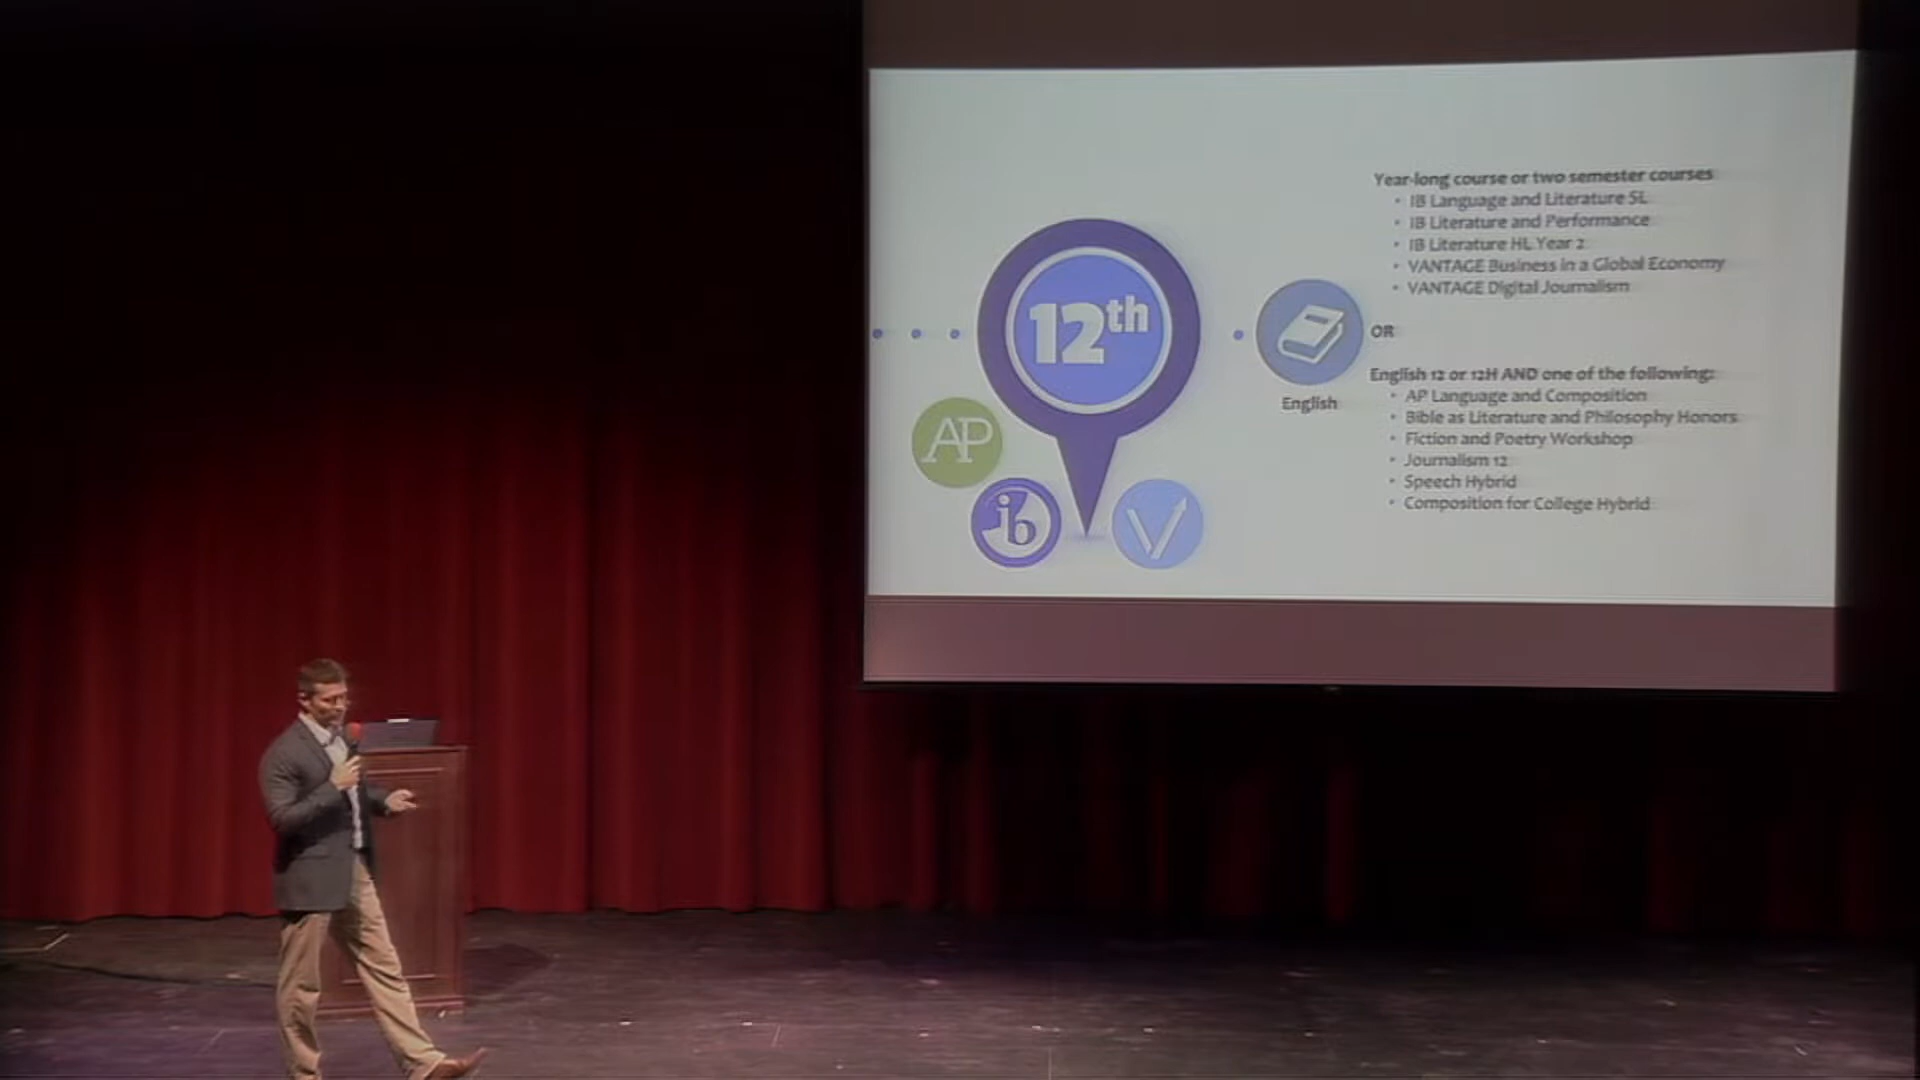 Year-long course or two semester courses
• IB Language and Literature SL
• IB Literature and Performance
• IB Literature HL Year 2
• VANTAGE Business in a Global Economy
• VANTAGE Digital Journalism
12th
OR
English
English 12 or 12H AND one of the following:
• AP Language and Composition
• Bible as Literature and Philosophy Honors
• Fiction and Poetry Workshop
• Journalism 12
• Speech Hybrid
• Composition for College Hybrid
AP
ib
V